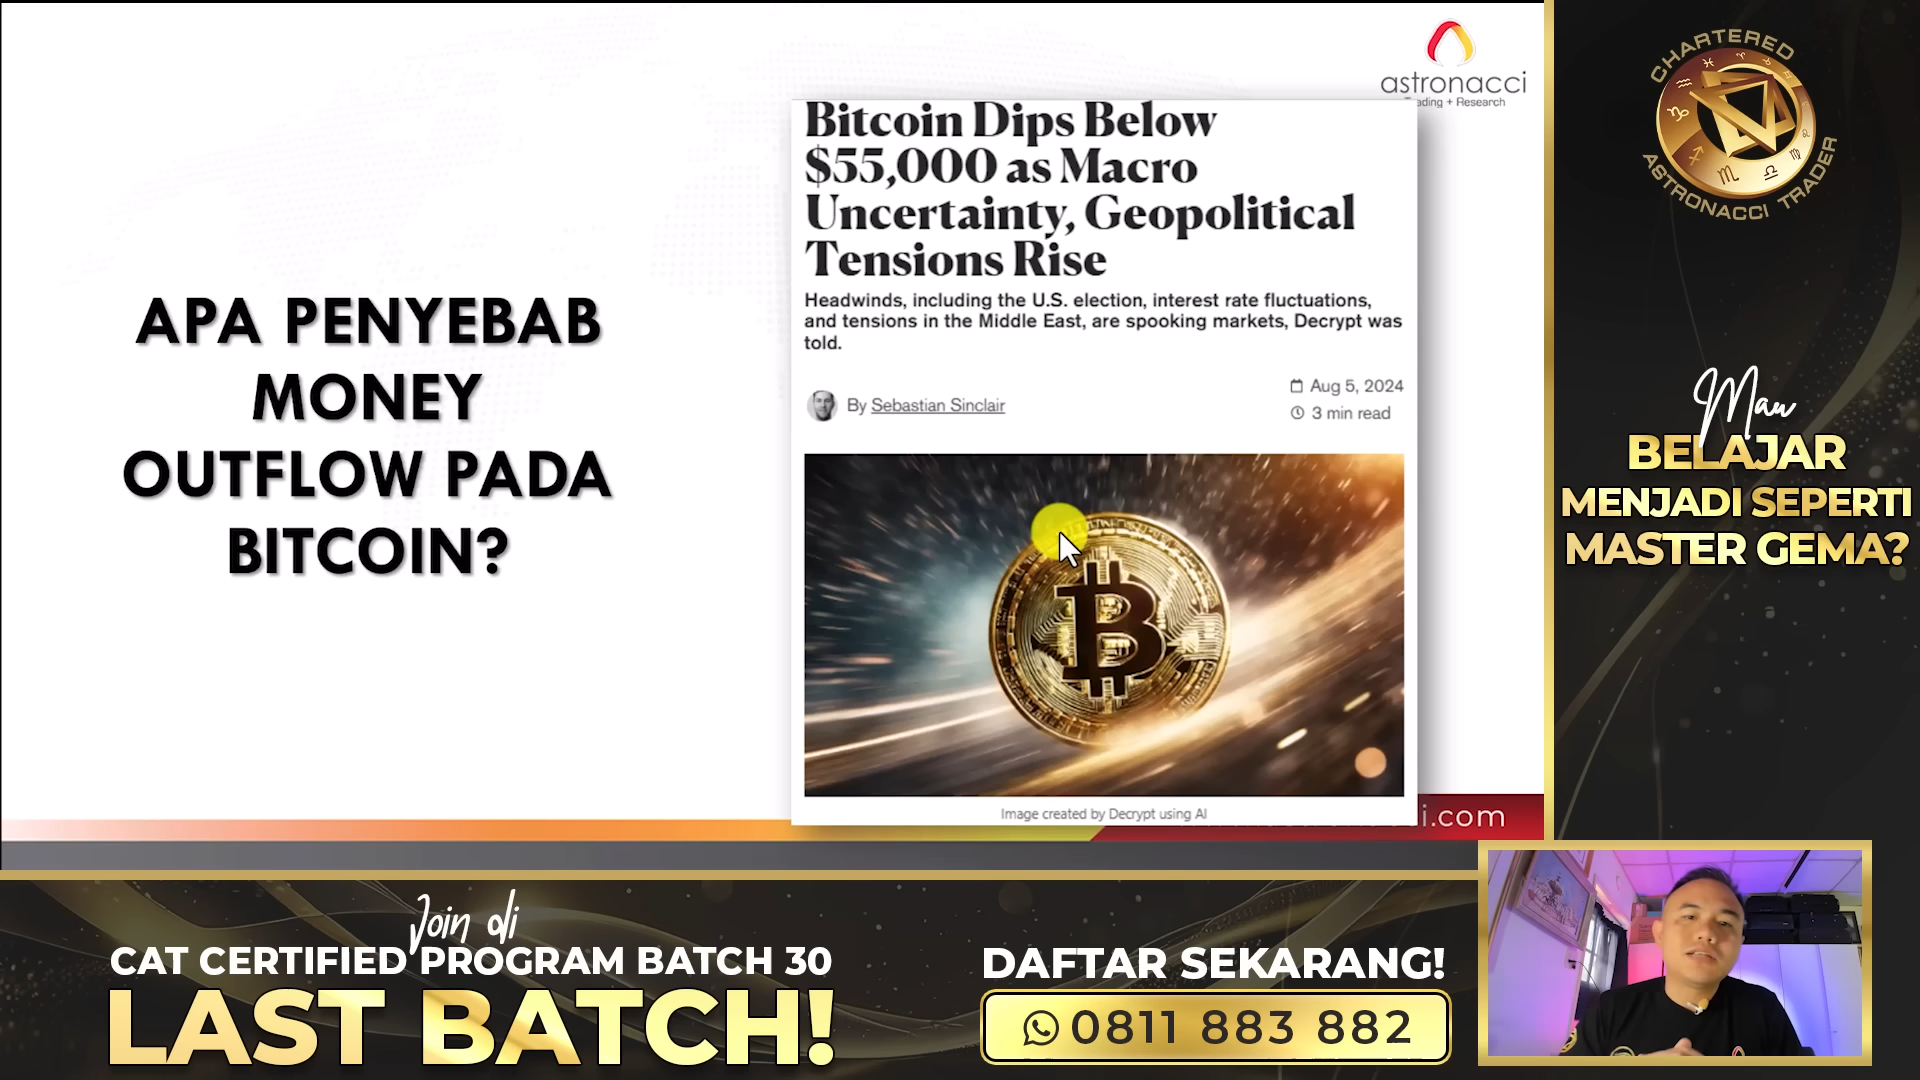 APA PENYEBAB
MONEY
OUTFLOW PADA
BITCOIN?
astronacci
ading + Research
Bitcoin Dips Below
$55,000 as Macro
Uncertainty, Geopolitical
Tensions Rise
Headwinds, including the U.S. election, interest rate fluctuations,
and tensions in the Middle East, are spooking markets, Decrypt was
told.
By Sebastian Sinclair
Aug 5, 2024
3 min read
Image created by Decrypt using AI
i.com
CHARTERED
ASTRONACCI TRADER
Mau
BELAJAR
MENJADI SEPERTI
MASTER GEMA?
Join di
CAT CERTIFIED PROGRAM BATCH 30
LAST BATCH!
DAFTAR SEKARANG!
0811 883 882